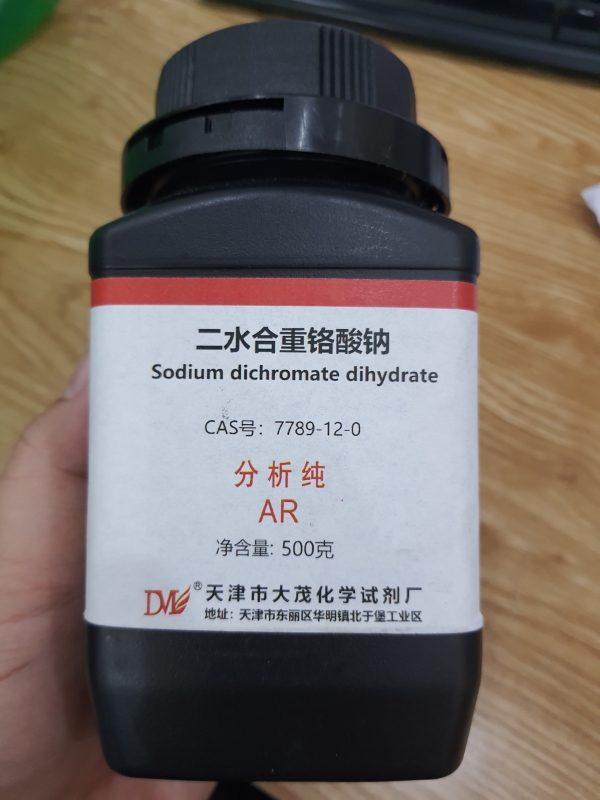 二水合重铬酸钠
Sodium dichromate dihydrate
CAS号: 7789-12-0
分析纯
AR
净含量: 500克
DM® 天津市大茂化学试剂厂
地址: 天津市东丽区华明镇北于堡工业区